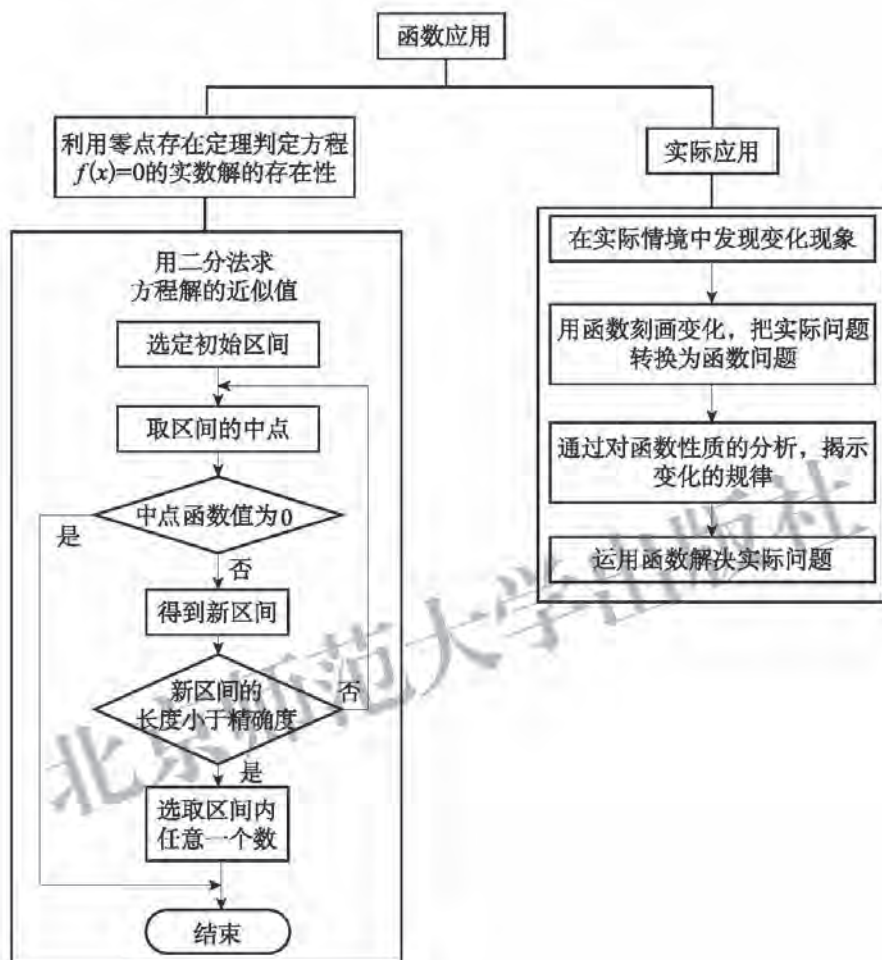 函数应用
利用零点存在定理判定方程
f(x)=0的实数解的存在性
用二分法求
方程解的近似值
选定初始区间
取区间的中点
中点函数值为0
是
否
得到新区间
新区间的
长度小于精确度
否
是
选取区间内
任意一个数
结束
实际应用
在实际情境中发现变化现象
用函数刻画变化，把实际问题
转换为函数问题
通过对函数性质的分析，揭示
变化的规律
运用函数解决实际问题
北京师范大学出版社